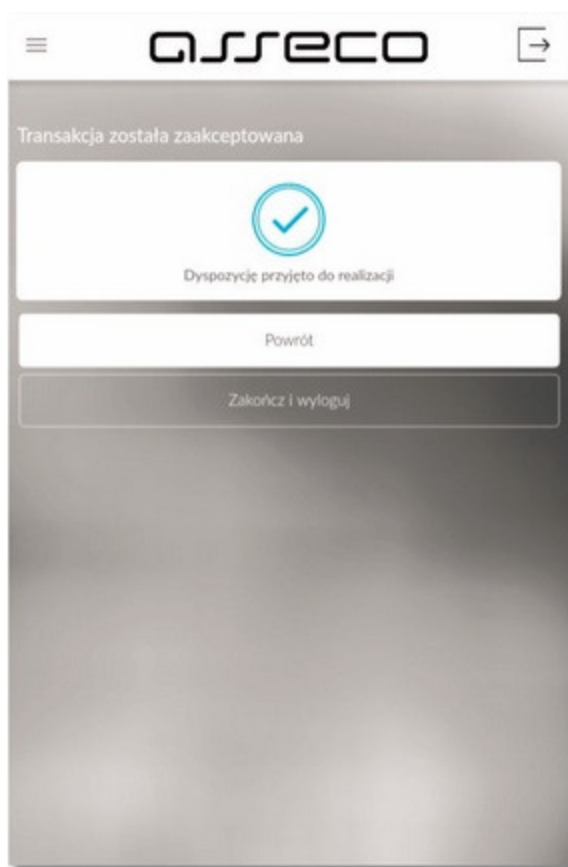 asseco
Transakcja została zaakceptowana
Dyspozycję przyjęto do realizacji
Powrót
Zakończ i wyloguj